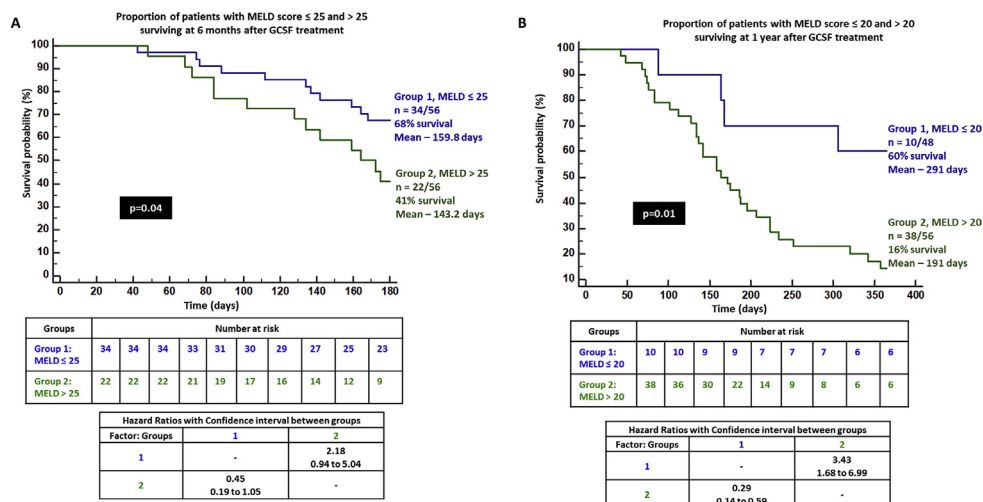 A
Proportion of patients with MELD score ≤ 25 and > 25
surviving at 6 months after GCSF treatment
Survival probability (%)
100
90
80
70
60
50
40
30
20
10
0
Group 1, MELD ≤ 25
n = 34/56
68% survival
Mean – 159.8 days
Group 2, MELD > 25
n = 22/56
41% survival
Mean – 143.2 days
p=0.04
0 20 40 60 80 100 120 140 160 180
Time (days)
Groups Number at risk
Group 1: MELD ≤ 25 34 34 34 33 31 30 29 27 25 23
Group 2: MELD > 25 22 22 22 21 19 17 16 14 12 9
Hazard Ratios with Confidence interval between groups
Factor: Groups 1 2
1 - 2.18 0.94 to 5.04
2 0.45 0.19 to 1.05 -
B
Proportion of patients with MELD score ≤ 20 and > 20
surviving at 1 year after GCSF treatment
Survival probability (%)
100
90
80
70
60
50
40
30
20
10
Group 1, MELD ≤ 20
n = 10/48
60% survival
Mean – 291 days
Group 2, MELD > 20
n = 38/56
16% survival
Mean – 191 days
p=0.01
0 50 100 150 200 250 300 350 400
Time (days)
Groups Number at risk
Group 1: MELD ≤ 20 10 10 9 9 7 7 7 6 6
Group 2: MELD > 20 38 36 30 22 14 9 8 6 6
Hazard Ratios with Confidence interval between groups
Factor: Groups 1 2
1 - 3.43 1.68 to 6.99
2 0.29 0.14 to 0.59 -